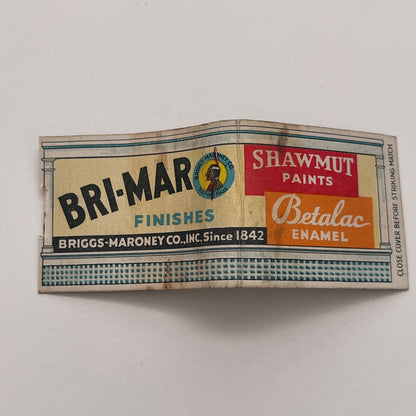 BRI-MAR
FINISHES
BRIGGS-MARONEY CO., INC. Since 1842
SHAWMUT
PAINTS
Betalac
ENAMEL
CLOSE COVER BEFORE STRIKING MATCH